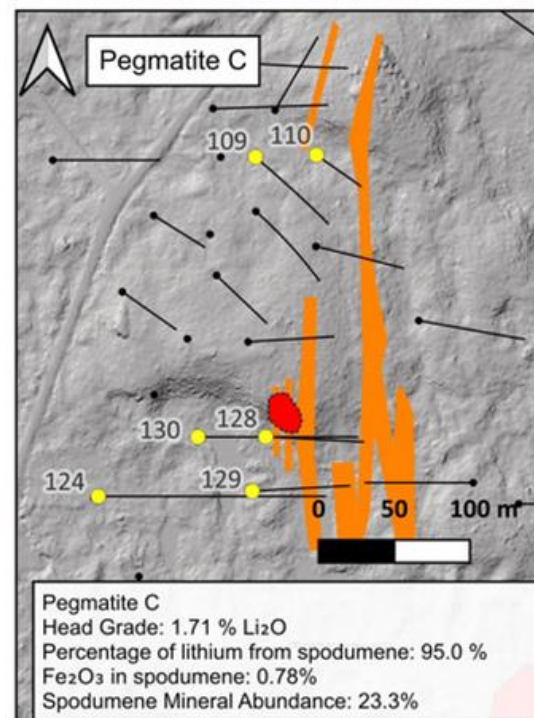 Pegmatite C
109
110
130
128
124
129
0 50 100 m
Pegmatite C
Head Grade: 1.71 % Li₂O
Percentage of lithium from spodumene: 95.0 %
Fe₂O₃ in spodumene: 0.78%
Spodumene Mineral Abundance: 23.3%